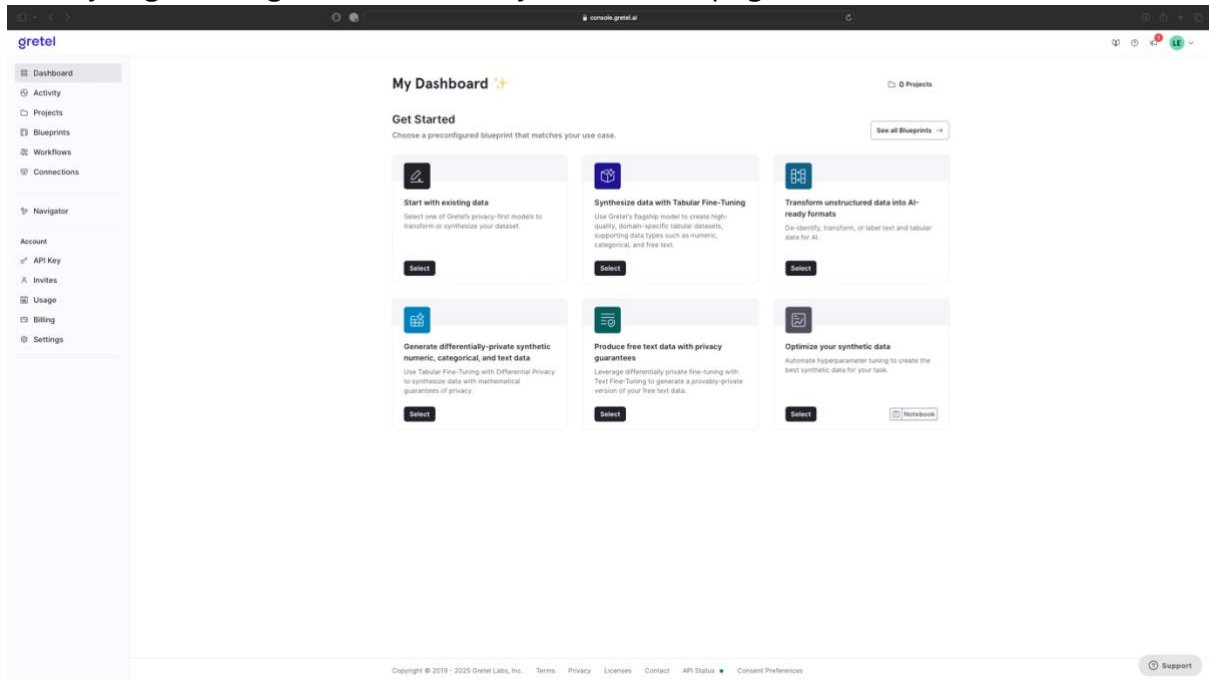 console.gretel.ai
gretel
1
LE
Dashboard
Activity
Projects
Blueprints
Workflows
Connections
Navigator
Account
API Key
Invites
Usage
Billing
Settings
My Dashboard ✨
0 Projects
Get Started
Choose a preconfigured blueprint that matches your use case.
See all Blueprints →
Start with existing data
Select one of Gretel's privacy-first models to
transform or synthesize your dataset.
Select
Synthesize data with Tabular Fine-Tuning
Use Gretel's flagship model to create high-
quality, domain-specific tabular datasets,
supporting data types such as numeric,
categorical, and free text.
Select
Transform unstructured data into AI-
ready formats
De-identify, transform, or label text and tabular
data for AI.
Select
Generate differentially-private synthetic
numeric, categorical, and text data
Use Tabular Fine-Tuning with Differential Privacy
to synthesize data with mathematical
guarantees of privacy.
Select
Produce free text data with privacy
guarantees
Leverage differentially private fine-tuning with
Text Fine-Tuning to generate a provably-private
version of your free text data.
Select
Optimize your synthetic data
Automate hyperparameter tuning to create the
best synthetic data for your task.
Select
Notebook
Copyright © 2019 - 2025 Gretel Labs, Inc. Terms Privacy Licenses Contact API Status Consent Preferences
Support